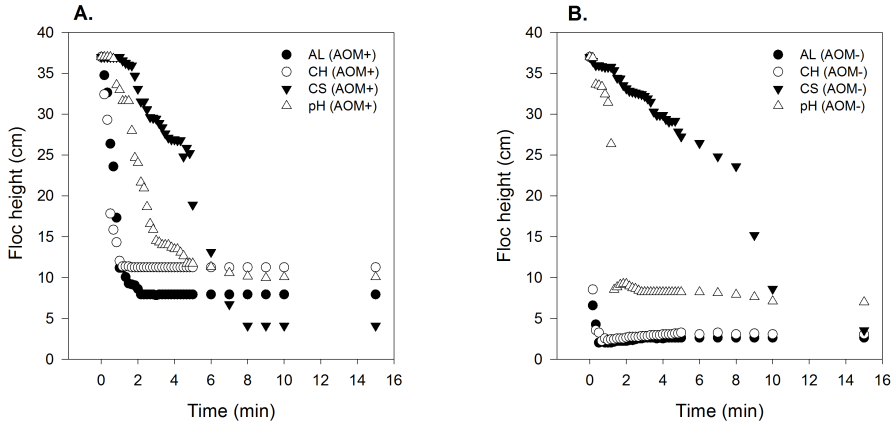 A.
40
35
30
25
20
15
10
5
0
Floc height (cm)
AL (AOM+)
CH (AOM+)
CS (AOM+)
pH (AOM+)
0 2 4 6 8 10 12 14 16
Time (min)
B.
40
35
30
25
20
15
10
5
0
Floc height (cm)
AL (AOM-)
CH (AOM-)
CS (AOM-)
pH (AOM-)
0 2 4 6 8 10 12 14 16
Time (min)